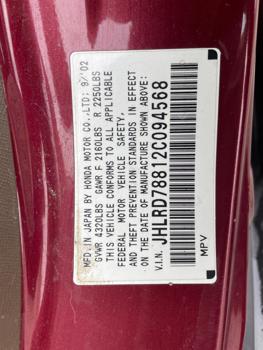 MFD.IN JAPAN BY HONDA MOTOR CO.,LTD: 9/02
GVWR 4320LBS GAWR F 2160LBS R 2250LBS
THIS VEHICLE CONFORMS TO ALL APPLICABLE
FEDERAL MOTOR VEHICLE SAFETY,
AND THEFT PREVENTION STANDARDS IN EFFECT
ON THE DATE OF MANUFACTURE SHOWN ABOVE
V.I.N. JHLRD78812C094568
MPV